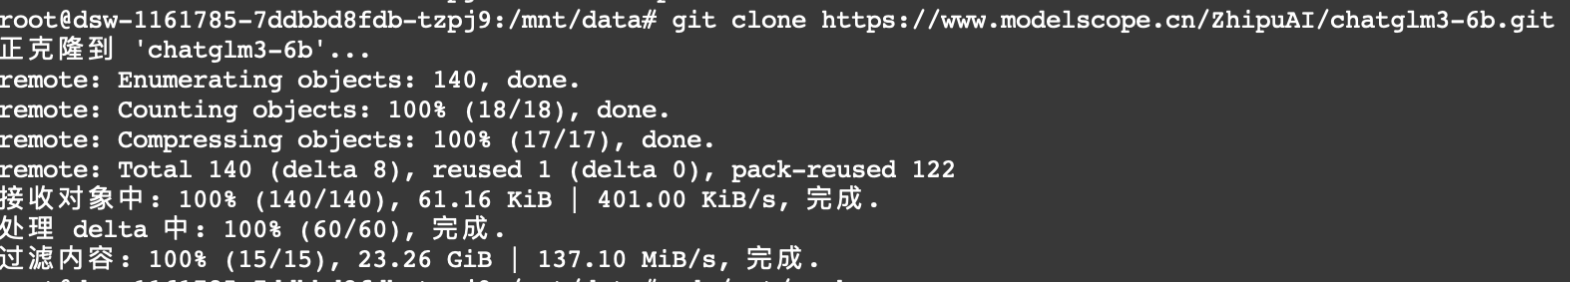 root@dsw-1161785-7ddbbd8fdb-tzpj9:/mnt/data# git clone https://www.modelscope.cn/ZhipuAI/chatglm3-6b.git
正克隆到 'chatglm3-6b'...
remote: Enumerating objects: 140, done.
remote: Counting objects: 100% (18/18), done.
remote: Compressing objects: 100% (17/17), done.
remote: Total 140 (delta 8), reused 1 (delta 0), pack-reused 122
接收对象中: 100% (140/140), 61.16 KiB | 401.00 KiB/s, 完成.
处理 delta 中: 100% (60/60), 完成.
过滤内容: 100% (15/15), 23.26 GiB | 137.10 MiB/s, 完成.